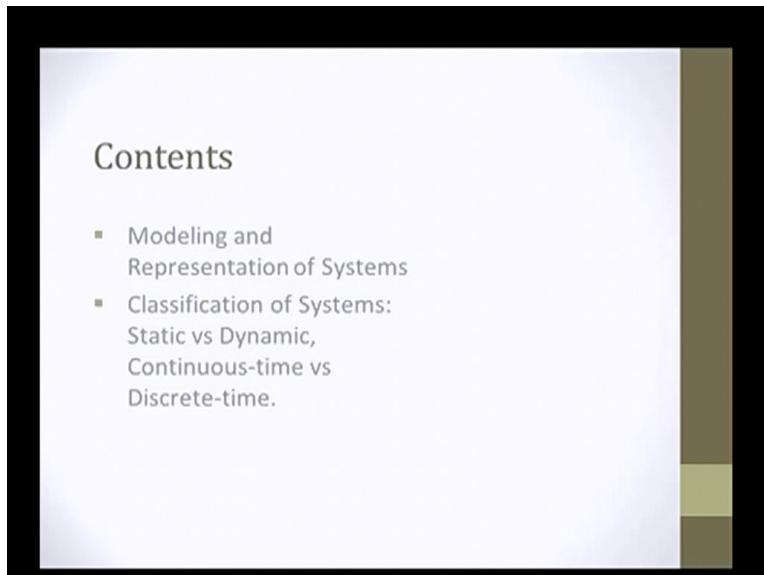 Contents
Modeling and
Representation of Systems
Classification of Systems:
Static vs Dynamic,
Continuous-time vs
Discrete-time.